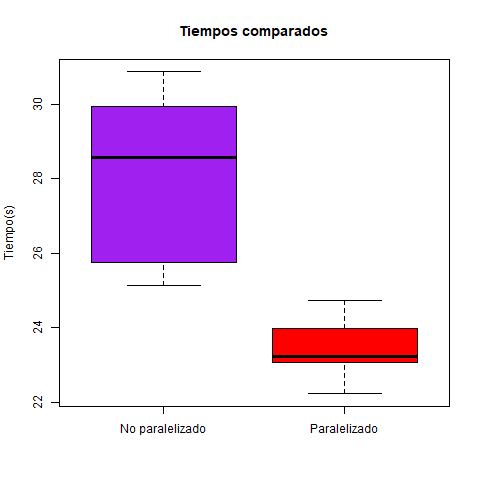 Tiempos comparados
Tiempo(s)
30
28
26
24
22
No paralelizado
Paralelizado